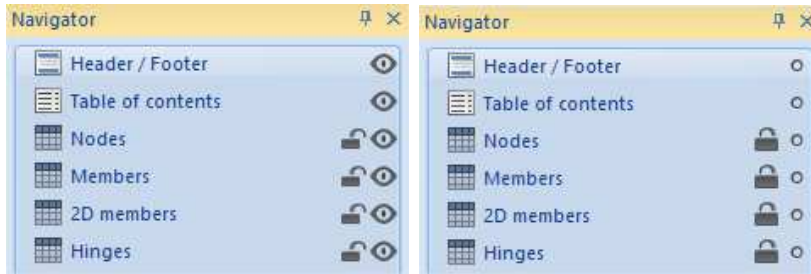 Navigator
Header / Footer
Table of contents
Nodes
Members
2D members
Hinges
Navigator
Header / Footer
Table of contents
Nodes
Members
2D members
Hinges